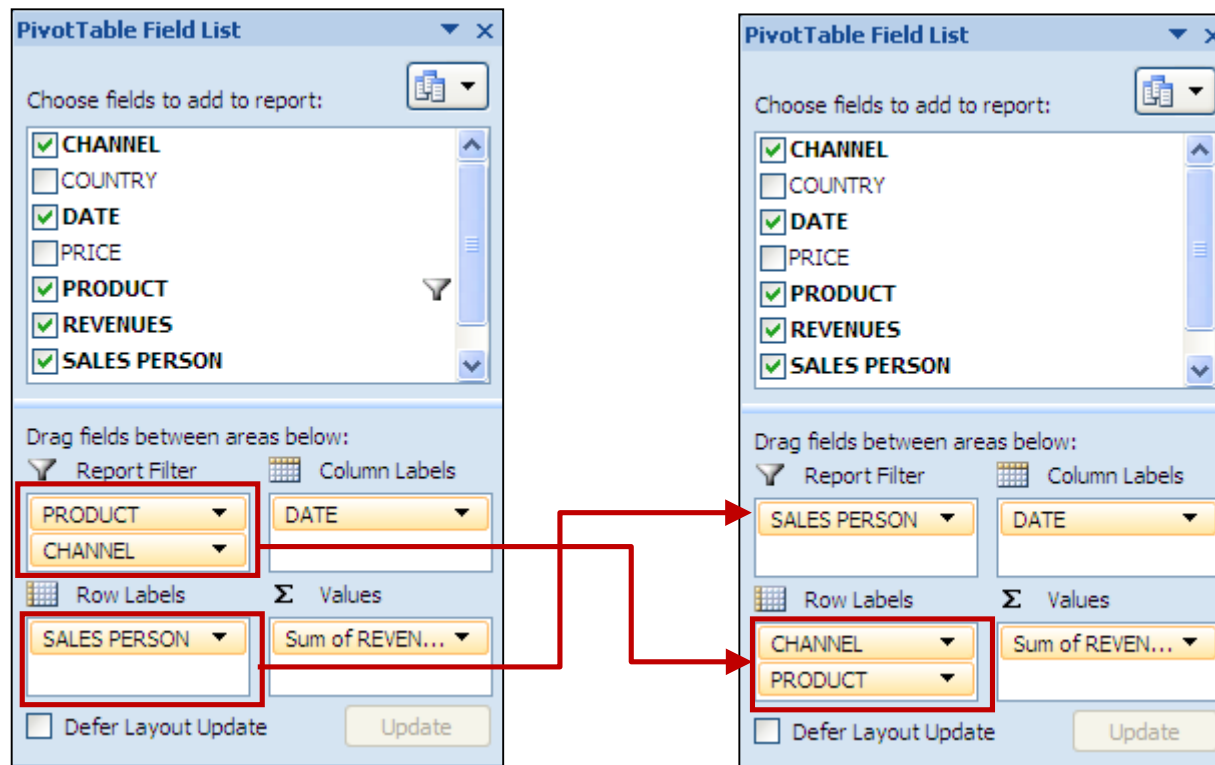 PivotTable Field List
Choose fields to add to report:
CHANNEL
COUNTRY
DATE
PRICE
PRODUCT
REVENUES
SALES PERSON
Drag fields between areas below:
Report Filter
Column Labels
PRODUCT
DATE
CHANNEL
Row Labels
Σ Values
SALES PERSON
Sum of REVEN...
Defer Layout Update
Update
PivotTable Field List
Choose fields to add to report:
CHANNEL
COUNTRY
DATE
PRICE
PRODUCT
REVENUES
SALES PERSON
Drag fields between areas below:
Report Filter
Column Labels
SALES PERSON
DATE
Row Labels
Σ Values
CHANNEL
Sum of REVEN...
PRODUCT
Defer Layout Update
Update